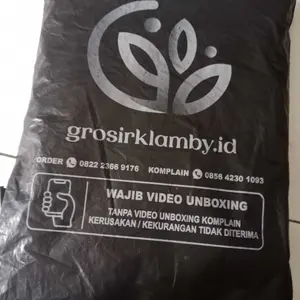 grosirklamby.id
ORDER 0822 2386 9176 KOMPLAIN 0856 4230 1093
WAJIB VIDEO UNBOXING
TANPA VIDEO UNBOXING KOMPLAIN
KERUSAKAN / KEKURANGAN TIDAK DITERIMA